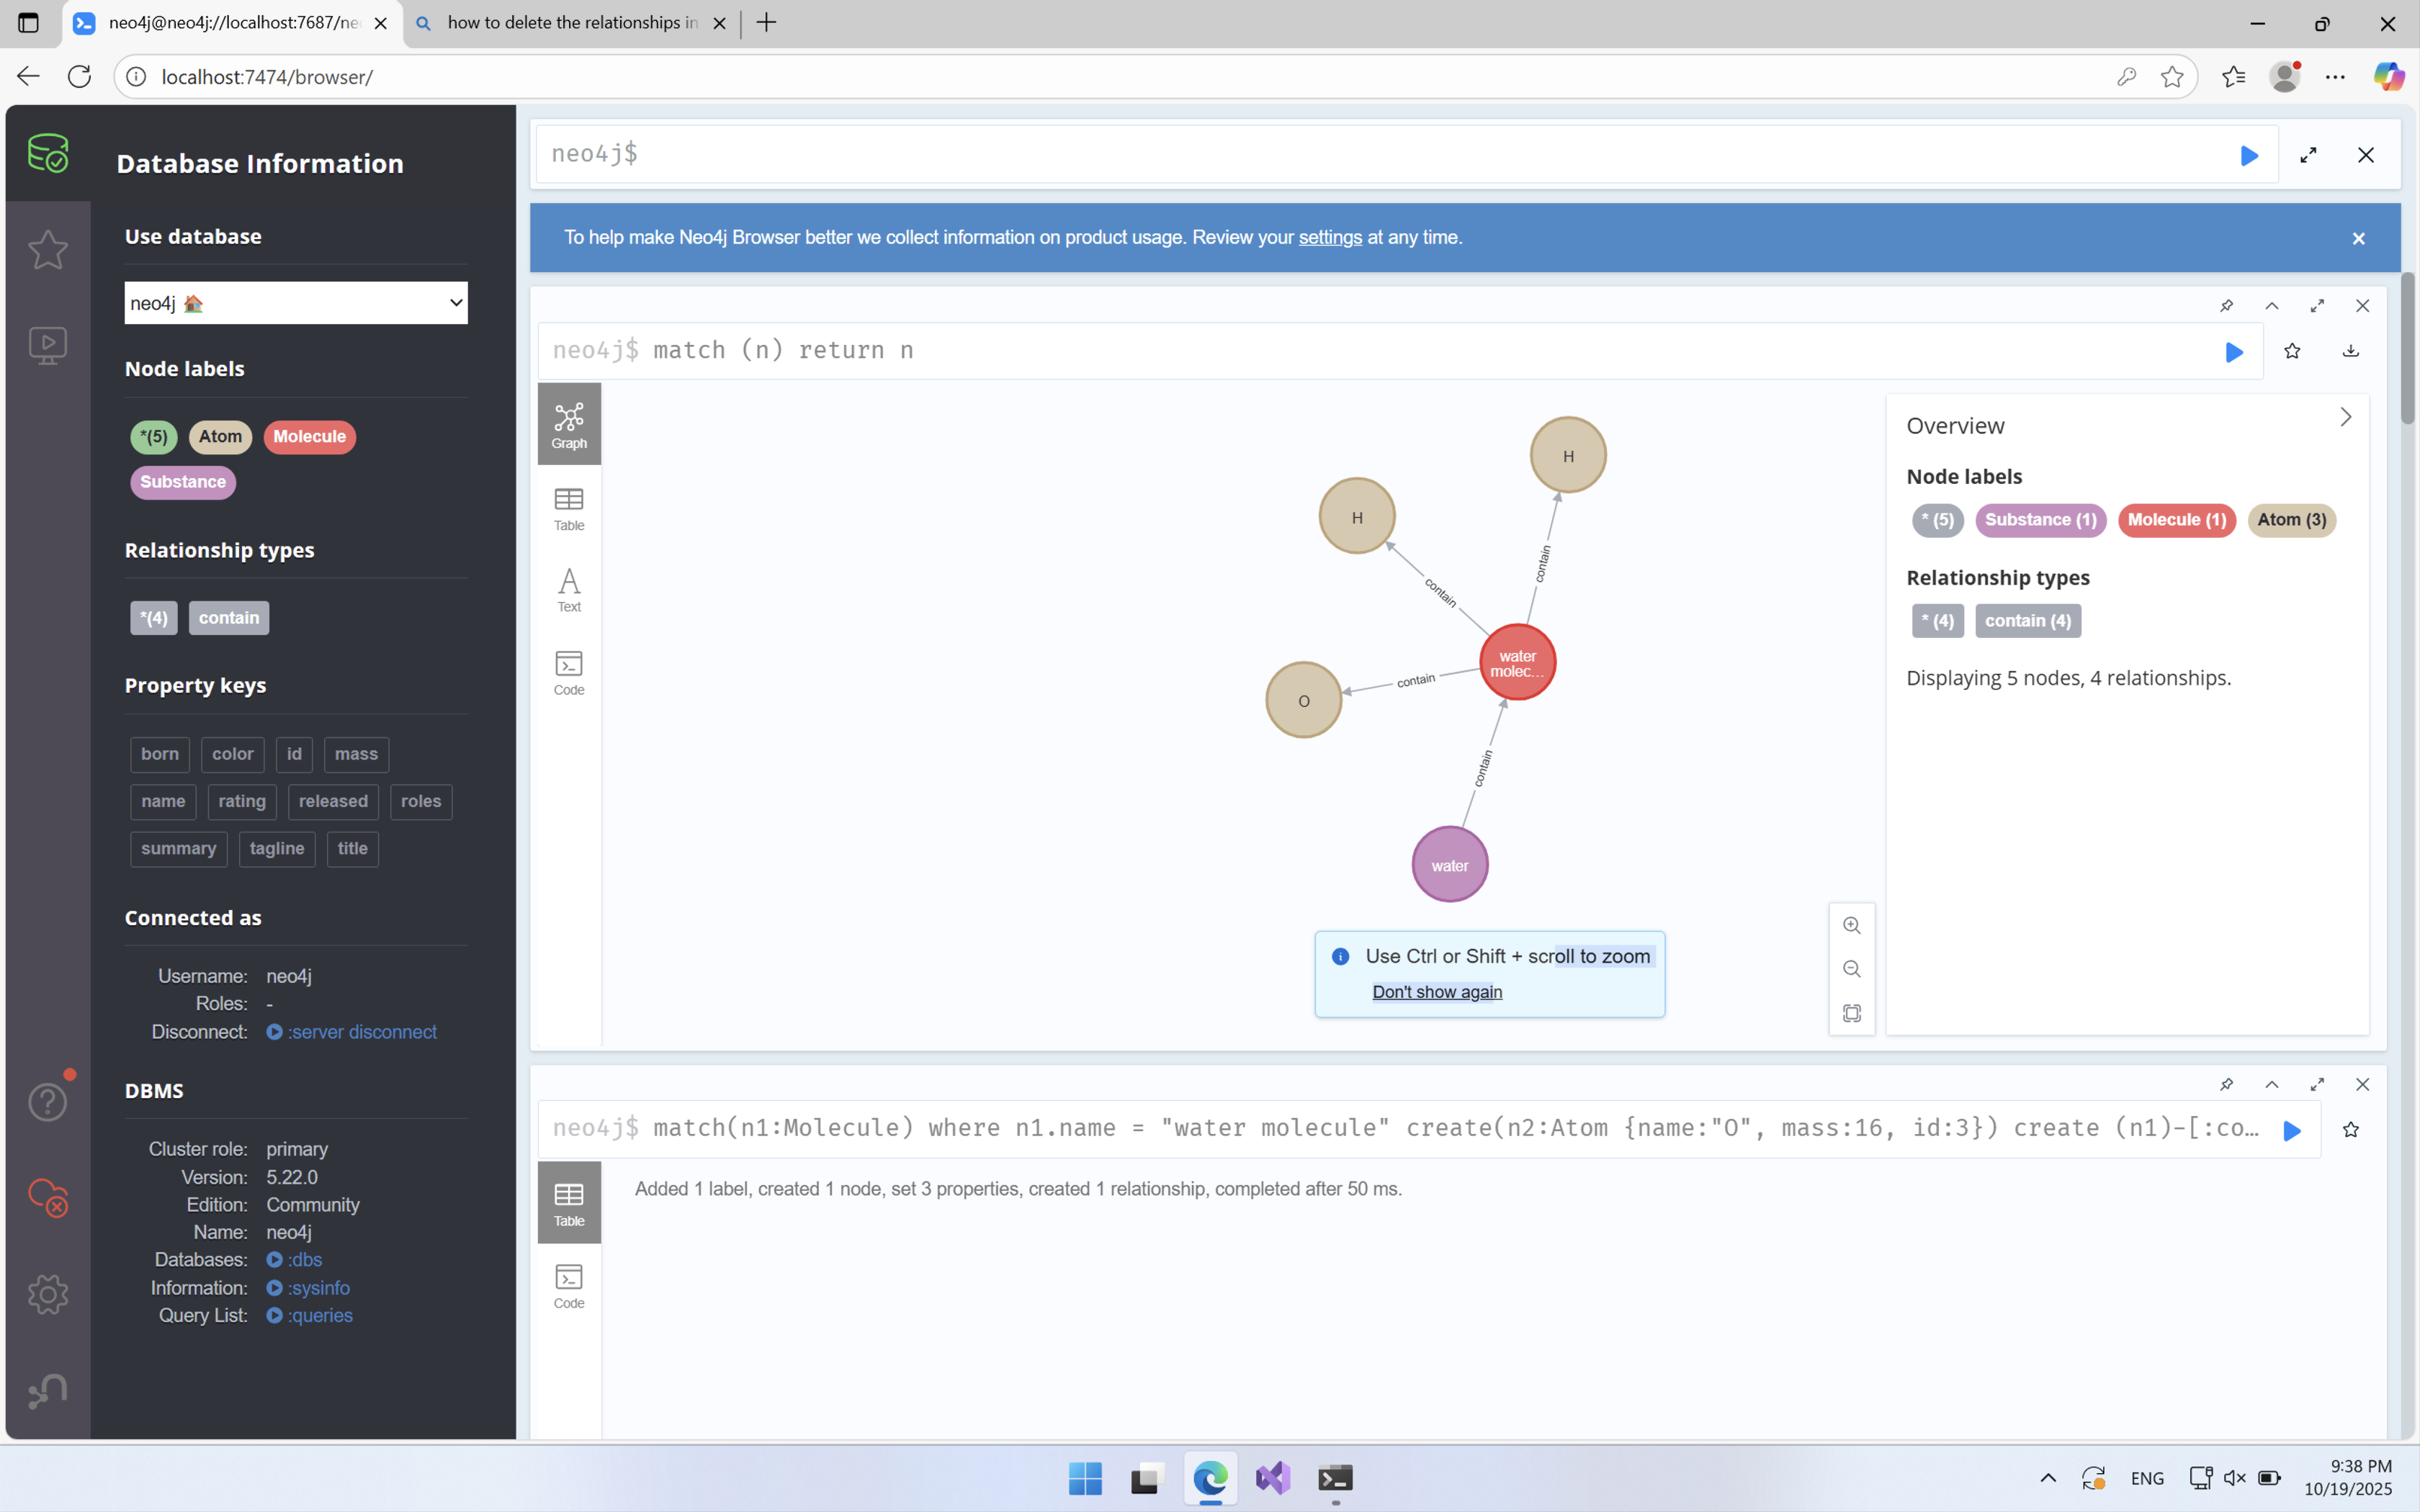 neo4j@neo4j://localhost:7687/ne
how to delete the relationships in
localhost:7474/browser/
Database Information
Use database
neo4j
Node labels
*(5) Atom Molecule
Substance
Relationship types
*(4) contain
Property keys
born color id mass
name rating released roles
summary tagline title
Connected as
Username: neo4j
Roles: -
Disconnect: :server disconnect
DBMS
Cluster role: primary
Version: 5.22.0
Edition: Community
Name: neo4j
Databases: :dbs
Information: :sysinfo
Query List: :queries
neo4j$
To help make Neo4j Browser better we collect information on product usage. Review your settings at any time.
neo4j$ match (n) return n
Graph
Table
Text
Code
H
H
contain
contain
water
molec...
O
contain
contain
water
Use Ctrl or Shift + scroll to zoom
Don't show again
Overview
Node labels
* (5) Substance (1) Molecule (1) Atom (3)
Relationship types
* (4) contain (4)
Displaying 5 nodes, 4 relationships.
neo4j$ match(n1:Molecule) where n1.name = "water molecule" create(n2:Atom {name:"O", mass:16, id:3}) create (n1)-[:co…
Table
Code
Added 1 label, created 1 node, set 3 properties, created 1 relationship, completed after 50 ms.
ENG
9:38 PM
10/19/2025